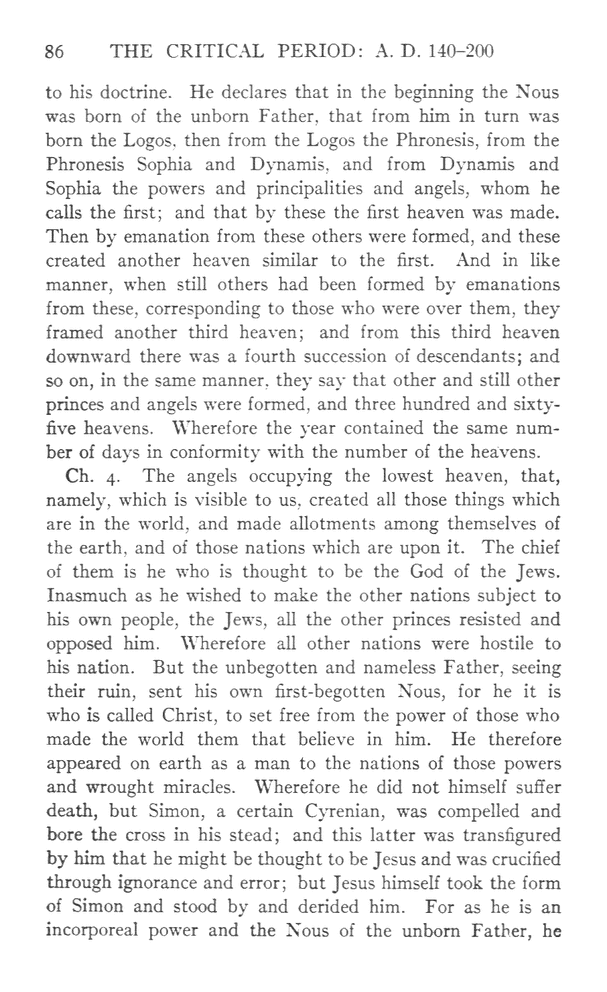 86 THE CRITICAL PERIOD: A. D. 140–200
to his doctrine. He declares that in the beginning the Nous
was born of the unborn Father, that from him in turn was
born the Logos, then from the Logos the Phronesis, from the
Phronesis Sophia and Dynamis, and from Dynamis and
Sophia the powers and principalities and angels, whom he
calls the first; and that by these the first heaven was made.
Then by emanation from these others were formed, and these
created another heaven similar to the first. And in like
manner, when still others had been formed by emanations
from these, corresponding to those who were over them, they
framed another third heaven; and from this third heaven
downward there was a fourth succession of descendants; and
so on, in the same manner, they say that other and still other
princes and angels were formed, and three hundred and sixty-
five heavens. Wherefore the year contained the same num-
ber of days in conformity with the number of the heavens.
Ch. 4. The angels occupying the lowest heaven, that,
namely, which is visible to us, created all those things which
are in the world, and made allotments among themselves of
the earth, and of those nations which are upon it. The chief
of them is he who is thought to be the God of the Jews.
Inasmuch as he wished to make the other nations subject to
his own people, the Jews, all the other princes resisted and
opposed him. Wherefore all other nations were hostile to
his nation. But the unbegotten and nameless Father, seeing
their ruin, sent his own first-begotten Nous, for he it is
who is called Christ, to set free from the power of those who
made the world them that believe in him. He therefore
appeared on earth as a man to the nations of those powers
and wrought miracles. Wherefore he did not himself suffer
death, but Simon, a certain Cyrenian, was compelled and
bore the cross in his stead; and this latter was transfigured
by him that he might be thought to be Jesus and was crucified
through ignorance and error; but Jesus himself took the form
of Simon and stood by and derided him. For as he is an
incorporeal power and the Nous of the unborn Father, he